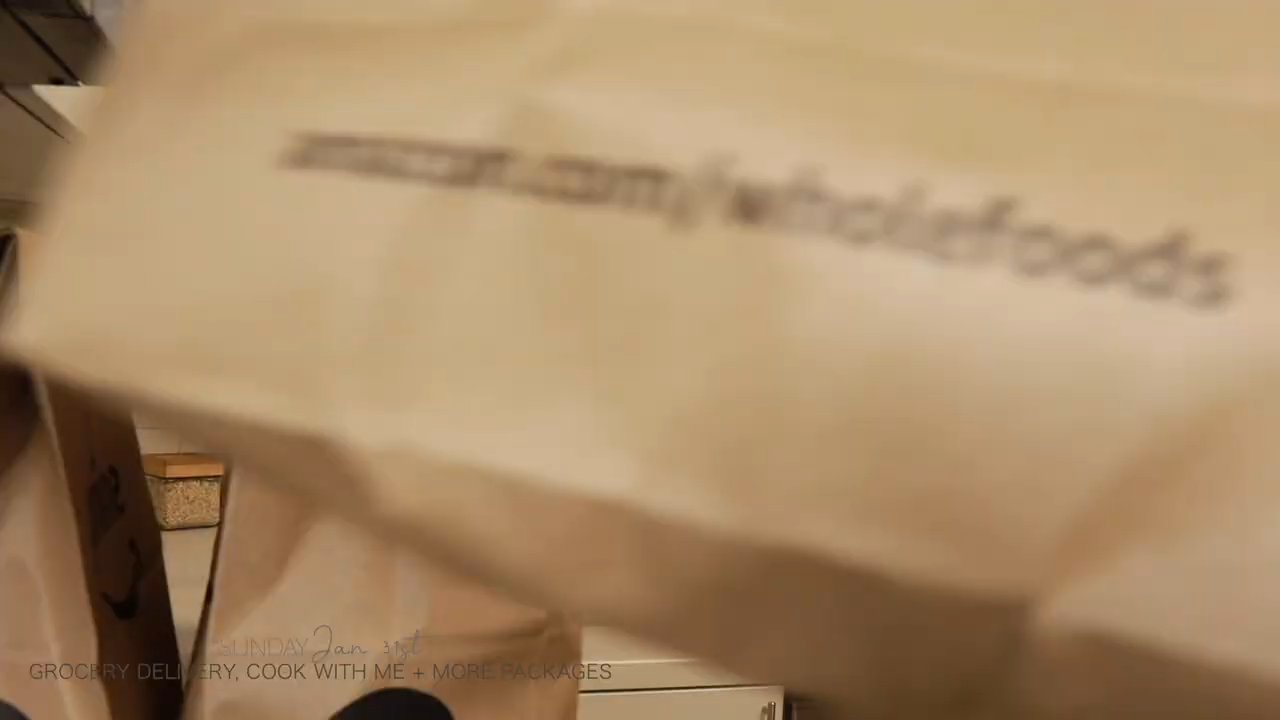 amazon.com/wholefoods
SUNDAY Jan 31st
GROCERY DELIVERY, COOK WITH ME + MORE PACKAGES